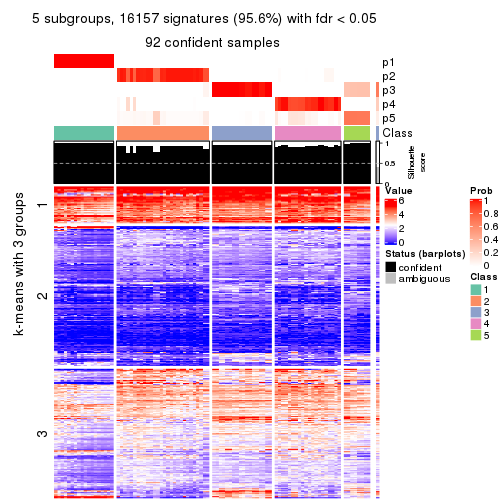 5 subgroups, 16157 signatures (95.6%) with fdr < 0.05
92 confident samples
p1
p2
p3
p4
p5
Class
1
0.5
0
Silhouette
score
k-means with 3 groups
1
2
3
Value
6
4
2
0
Status (barplots)
confident
ambiguous
Prob
1
0.8
0.6
0.4
0.2
0
Class
1
2
3
4
5